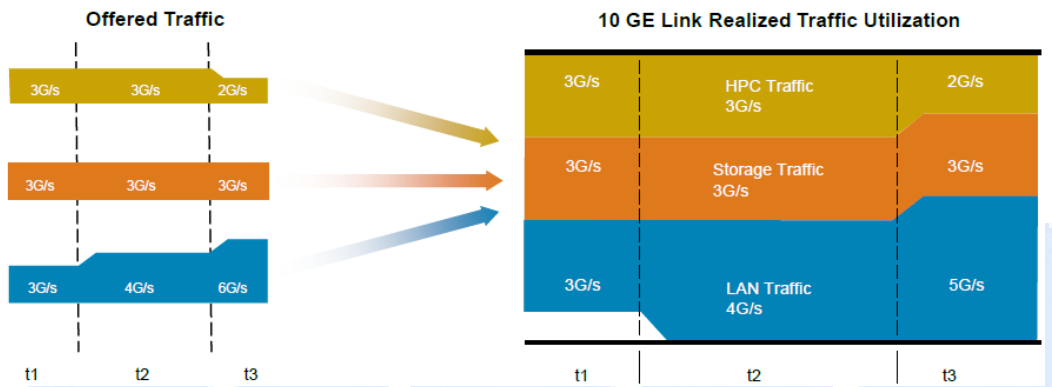 Offered Traffic
3G/s 3G/s 2G/s
3G/s 3G/s 3G/s
3G/s 4G/s 6G/s
t1 t2 t3
10 GE Link Realized Traffic Utilization
3G/s HPC Traffic 2G/s
3G/s
3G/s Storage Traffic 3G/s
3G/s
3G/s LAN Traffic 5G/s
4G/s
t1 t2 t3